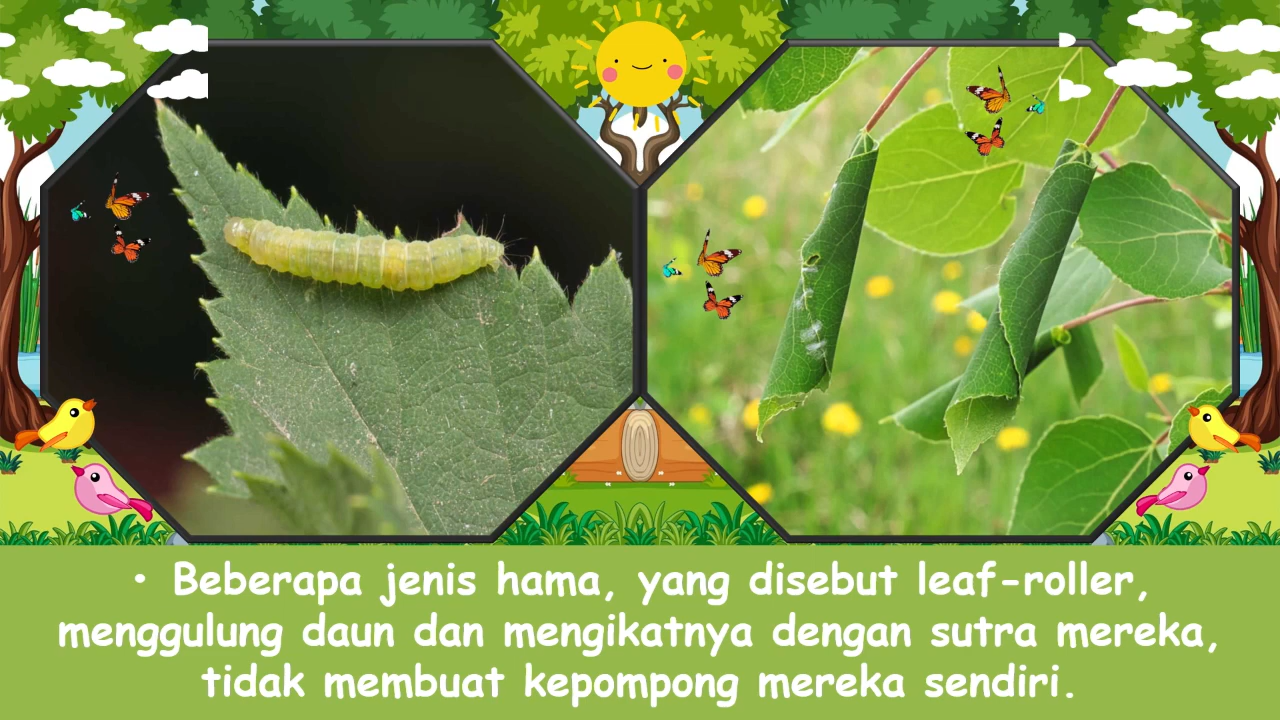 • Beberapa jenis hama, yang disebut leaf-roller,
menggulung daun dan mengikatnya dengan sutra mereka,
tidak membuat kepompong mereka sendiri.